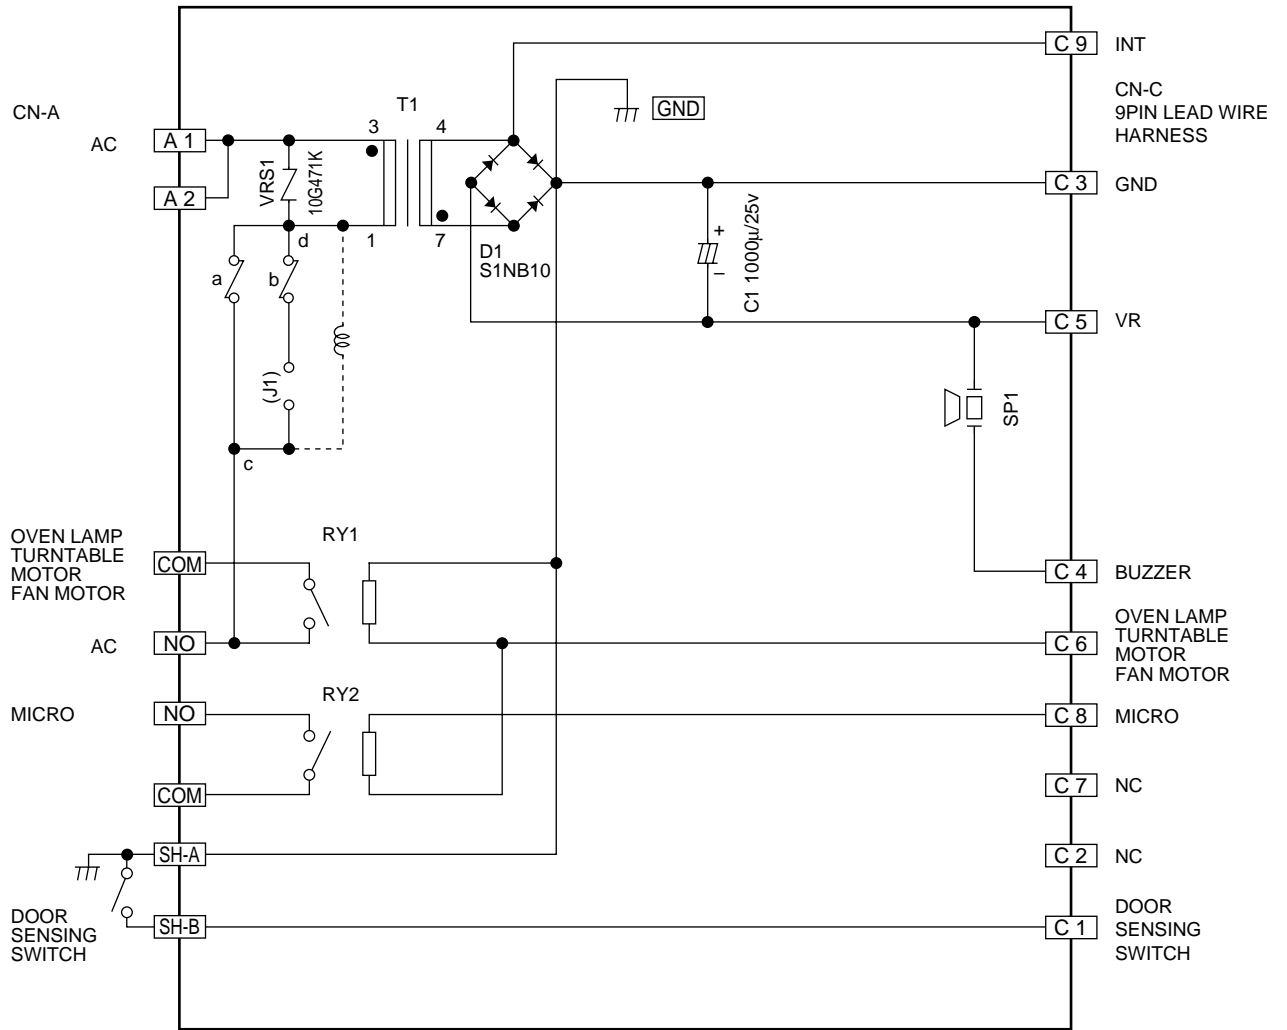 C 9 INT
GND
CN-C
9PIN LEAD WIRE
HARNESS
CN-A
T1
AC
A 1
3
4
A 2
VRS1
10G471K
C 3 GND
1
7
d
D1
S1NB10
+
–
C1 1000μ/25v
a
b
C 5 VR
(J1)
SP1
c
OVEN LAMP
TURNTABLE
MOTOR
FAN MOTOR
COM
RY1
C 4 BUZZER
AC
NO
C 6
OVEN LAMP
TURNTABLE
MOTOR
FAN MOTOR
RY2
MICRO
NO
C 8 MICRO
COM
C 7 NC
SH-A
C 2 NC
DOOR
SENSING
SWITCH
SH-B
C 1
DOOR
SENSING
SWITCH